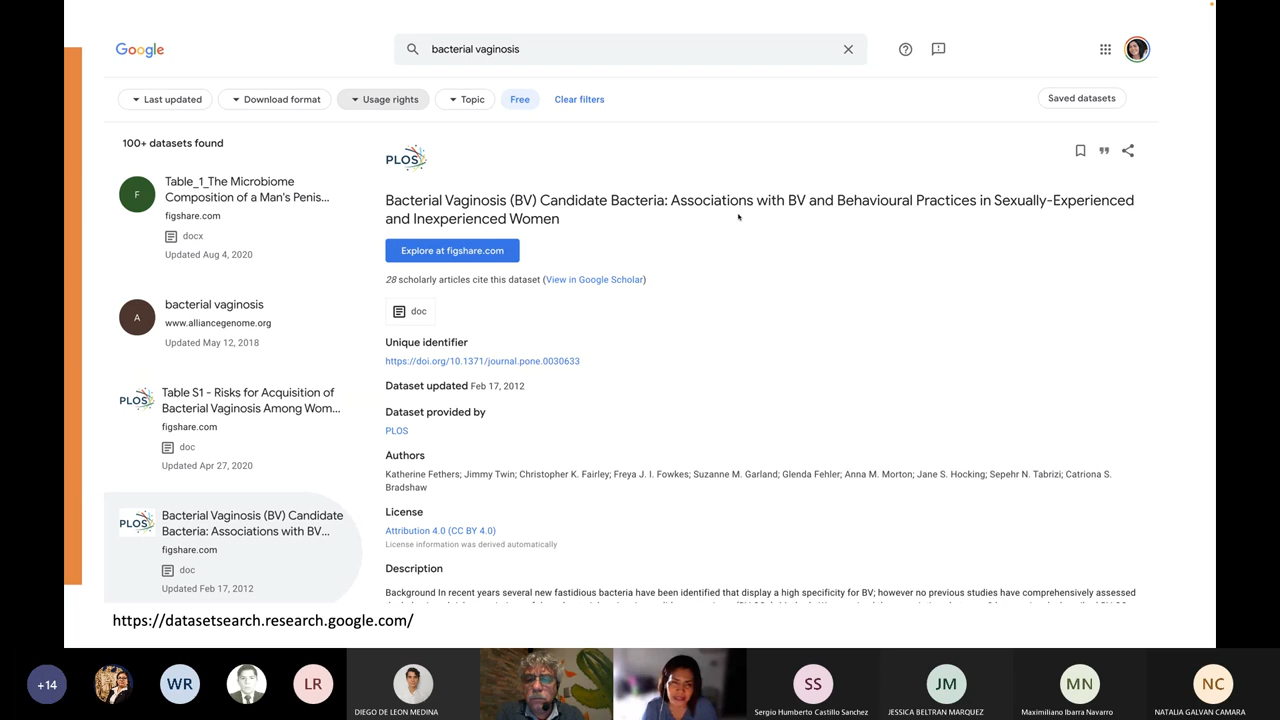 Google
bacterial vaginosis
Last updated
Download format
Usage rights
Topic
Free
Clear filters
Saved datasets
100+ datasets found
F
Table_1_The Microbiome
Composition of a Man's Penis...
figshare.com
docx
Updated Aug 4, 2020
A
bacterial vaginosis
www.alliancegenome.org
Updated May 12, 2018
PLOS
Table S1 - Risks for Acquisition of
Bacterial Vaginosis Among Wom...
figshare.com
doc
Updated Apr 27, 2020
PLOS
Bacterial Vaginosis (BV) Candidate
Bacteria: Associations with BV...
figshare.com
doc
Updated Feb 17, 2012
PLOS
Bacterial Vaginosis (BV) Candidate Bacteria: Associations with BV and Behavioural Practices in Sexually-Experienced
and Inexperienced Women
Explore at figshare.com
28 scholarly articles cite this dataset (View in Google Scholar)
doc
Unique identifier
https://doi.org/10.1371/journal.pone.0030633
Dataset updated Feb 17, 2012
Dataset provided by
PLOS
Authors
Katherine Fethers; Jimmy Twin; Christopher K. Fairley; Freya J. I. Fowkes; Suzanne M. Garland; Glenda Fehler; Anna M. Morton; Jane S. Hocking; Sepehr N. Tabrizi; Catriona S.
Bradshaw
License
Attribution 4.0 (CC BY 4.0)
License information was derived automatically
Description
Background In recent years several new fastidious bacteria have been identified that display a high specificity for BV; however no previous studies have comprehensively assessed
https://datasetsearch.research.google.com/
+14
WR
LR
DIEGO DE LEON MEDINA
SS
Sergio Humberto Castillo Sanchez
JM
JESSICA BELTRAN MARQUEZ
MN
Maximiliano Ibarra Navarro
NC
NATALIA GALVAN CAMARA